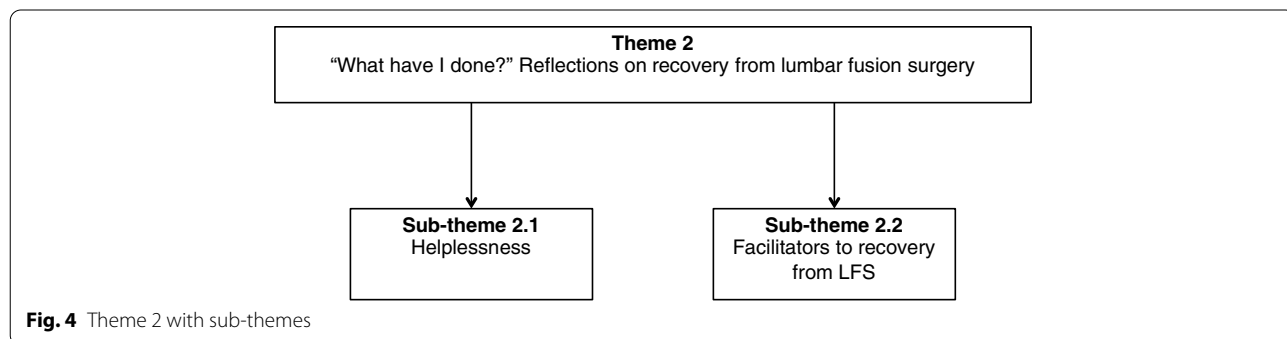 Theme 2
“What have I done?” Reflections on recovery from lumbar fusion surgery
Sub-theme 2.1
Helplessness
Sub-theme 2.2
Facilitators to recovery
from LFS
Fig. 4 Theme 2 with sub-themes